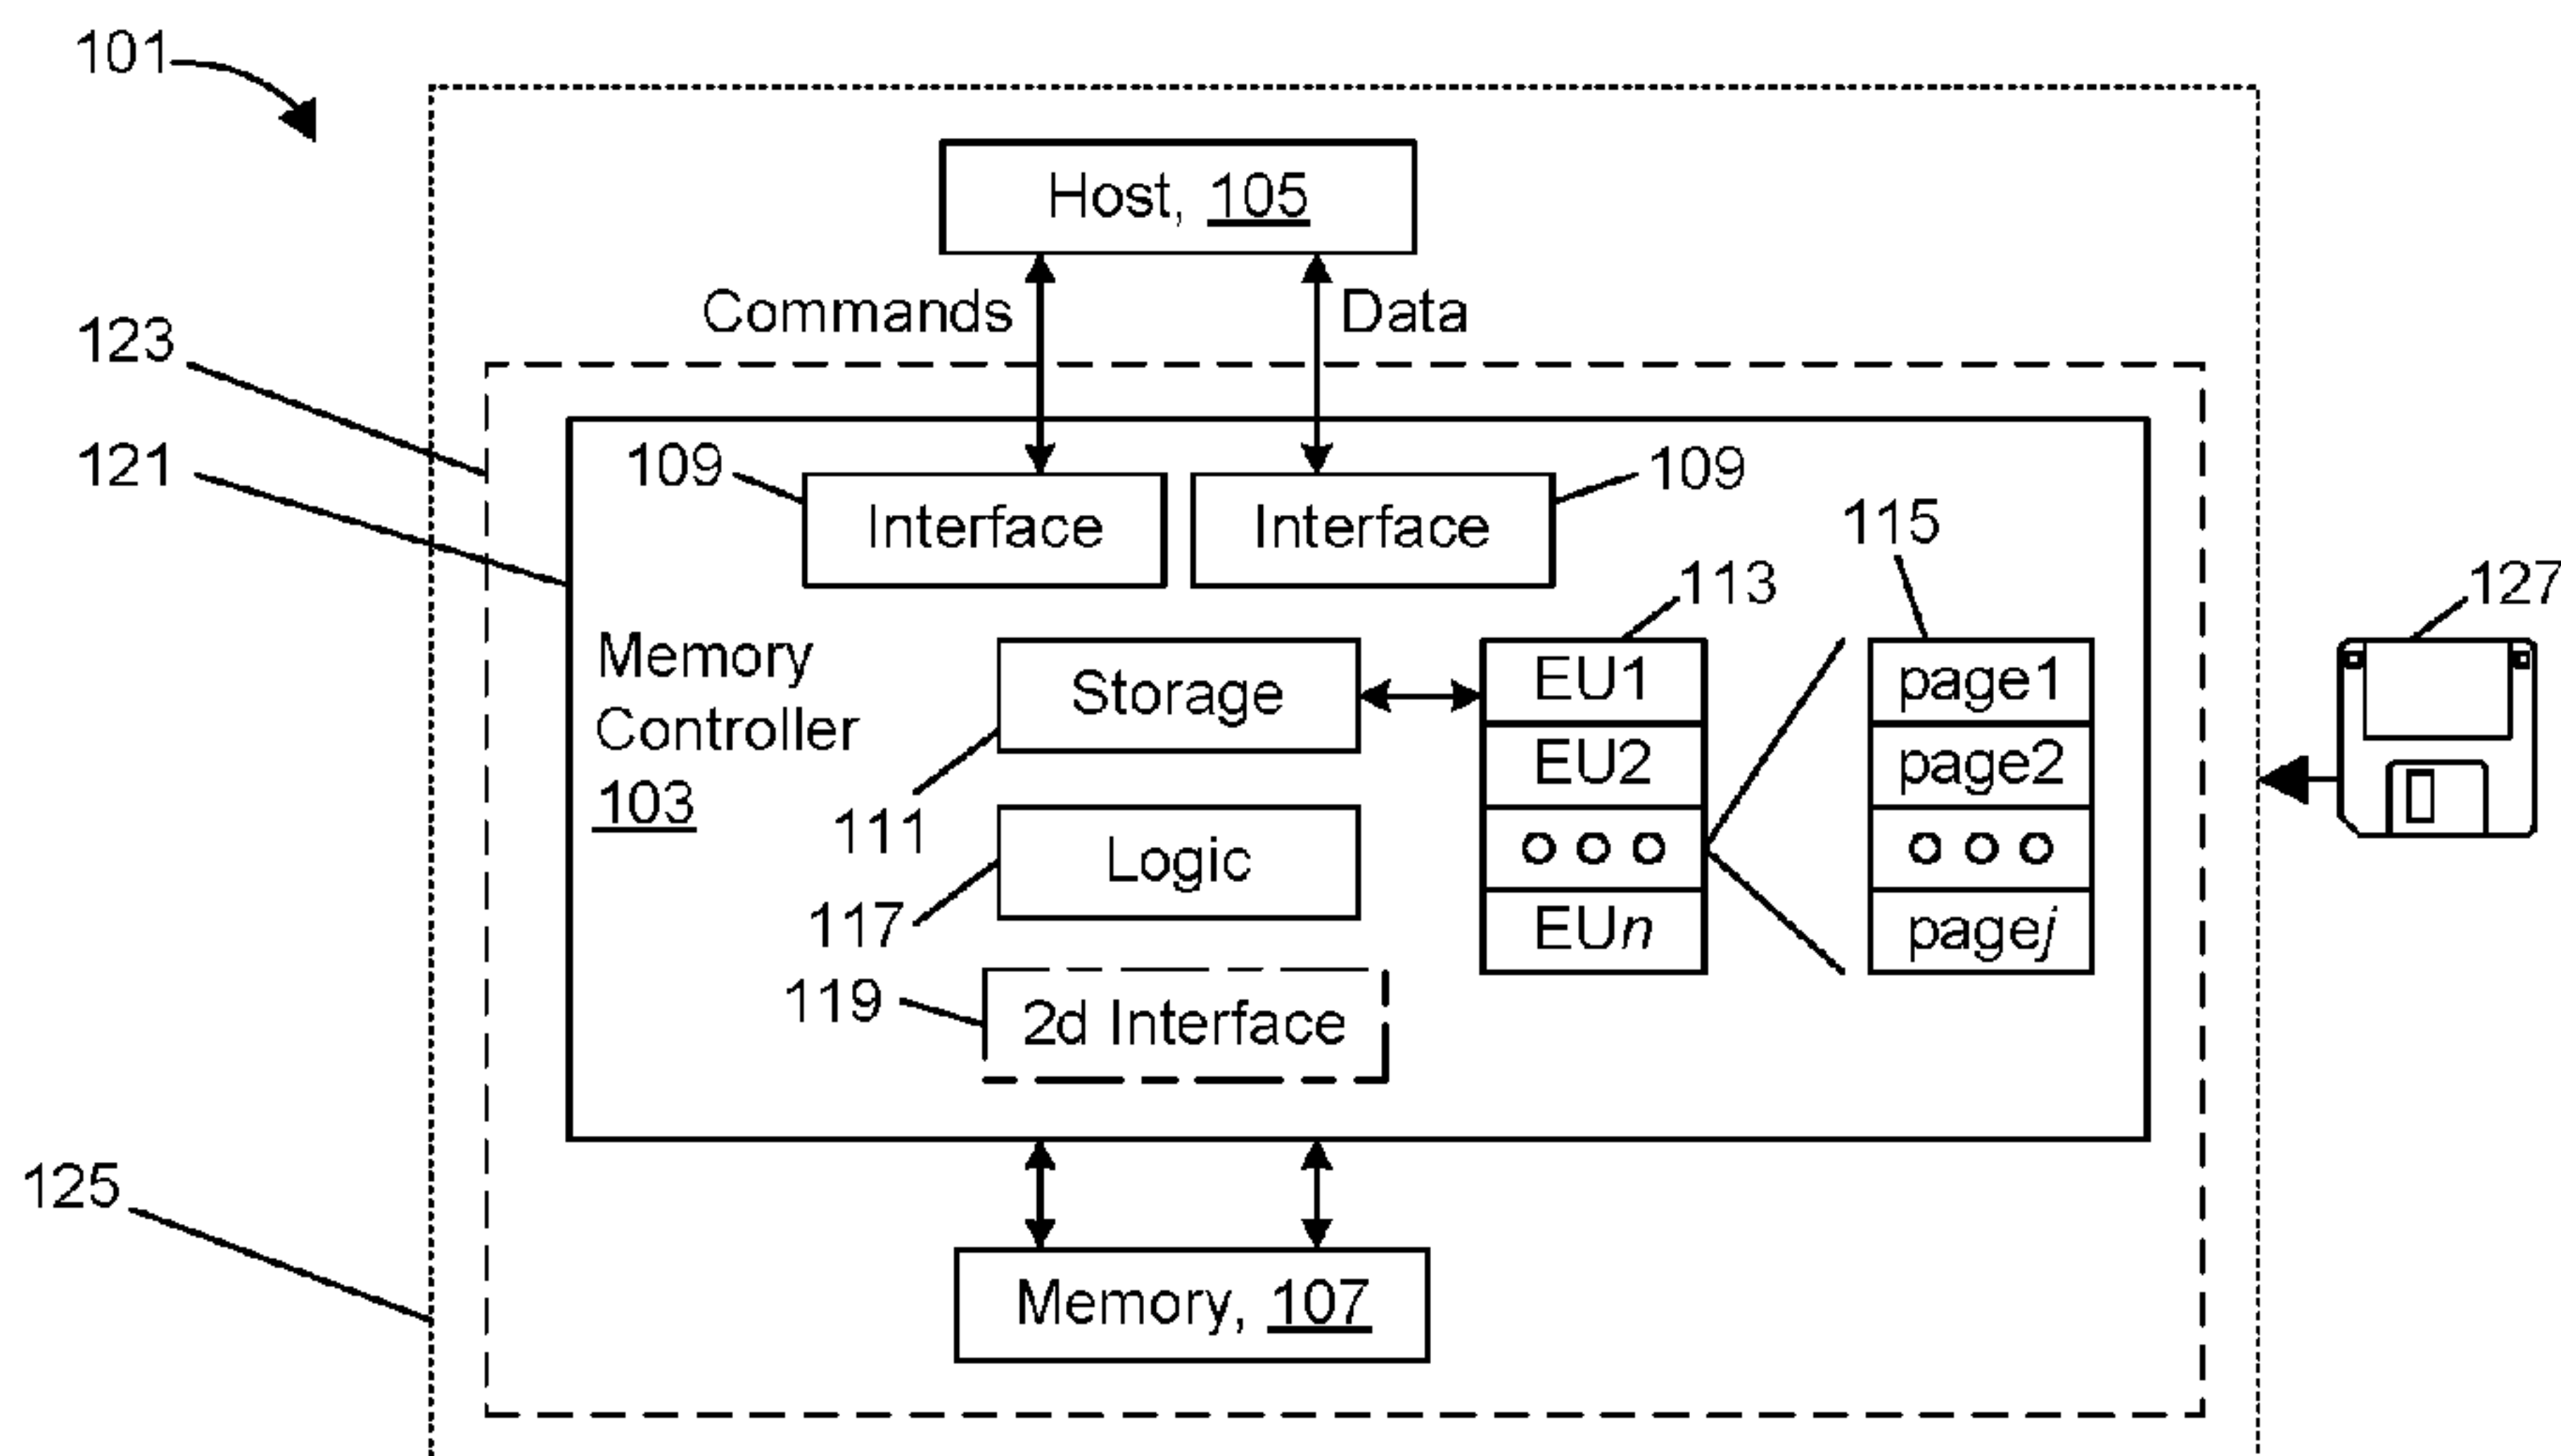 101
Host, 105
Commands
Data
123
121
109
109
Interface
Interface
115
113
127
Memory
Controller
103
Storage
EU1
page1
EU2
page2
111
Logic
117
EUn
pagej
119
2d Interface
125
Memory, 107